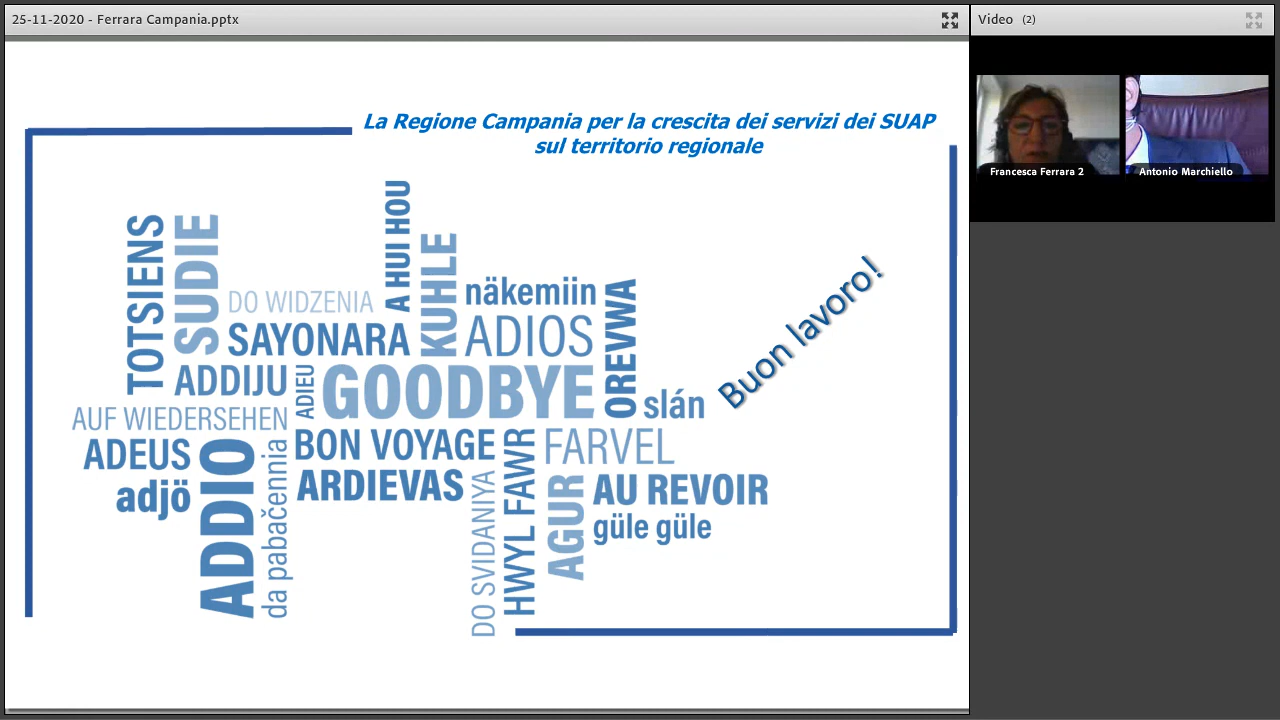 25-11-2020 - Ferrara Campania.pptx
Video (2)
Francesca Ferrara 2
Antonio Marchiello
La Regione Campania per la crescita dei servizi dei SUAP
sul territorio regionale
TOTSIENS
SUDIE
DO WIDZENIA
A HUI HOU
KUHLE
näkemiin
OREVWA
SAYONARA
ADIOS
ADDIJU
ADIEU
GOODBYE
slán
Buon lavoro!
AUF WIEDERSEHEN
ADEUS
adjö
ADDIO
da pabačennia
BON VOYAGE
ARDIEVAS
DO SVIDANIYA
HWYL FAWR
FARVEL
AGUR
AU REVOIR
güle güle